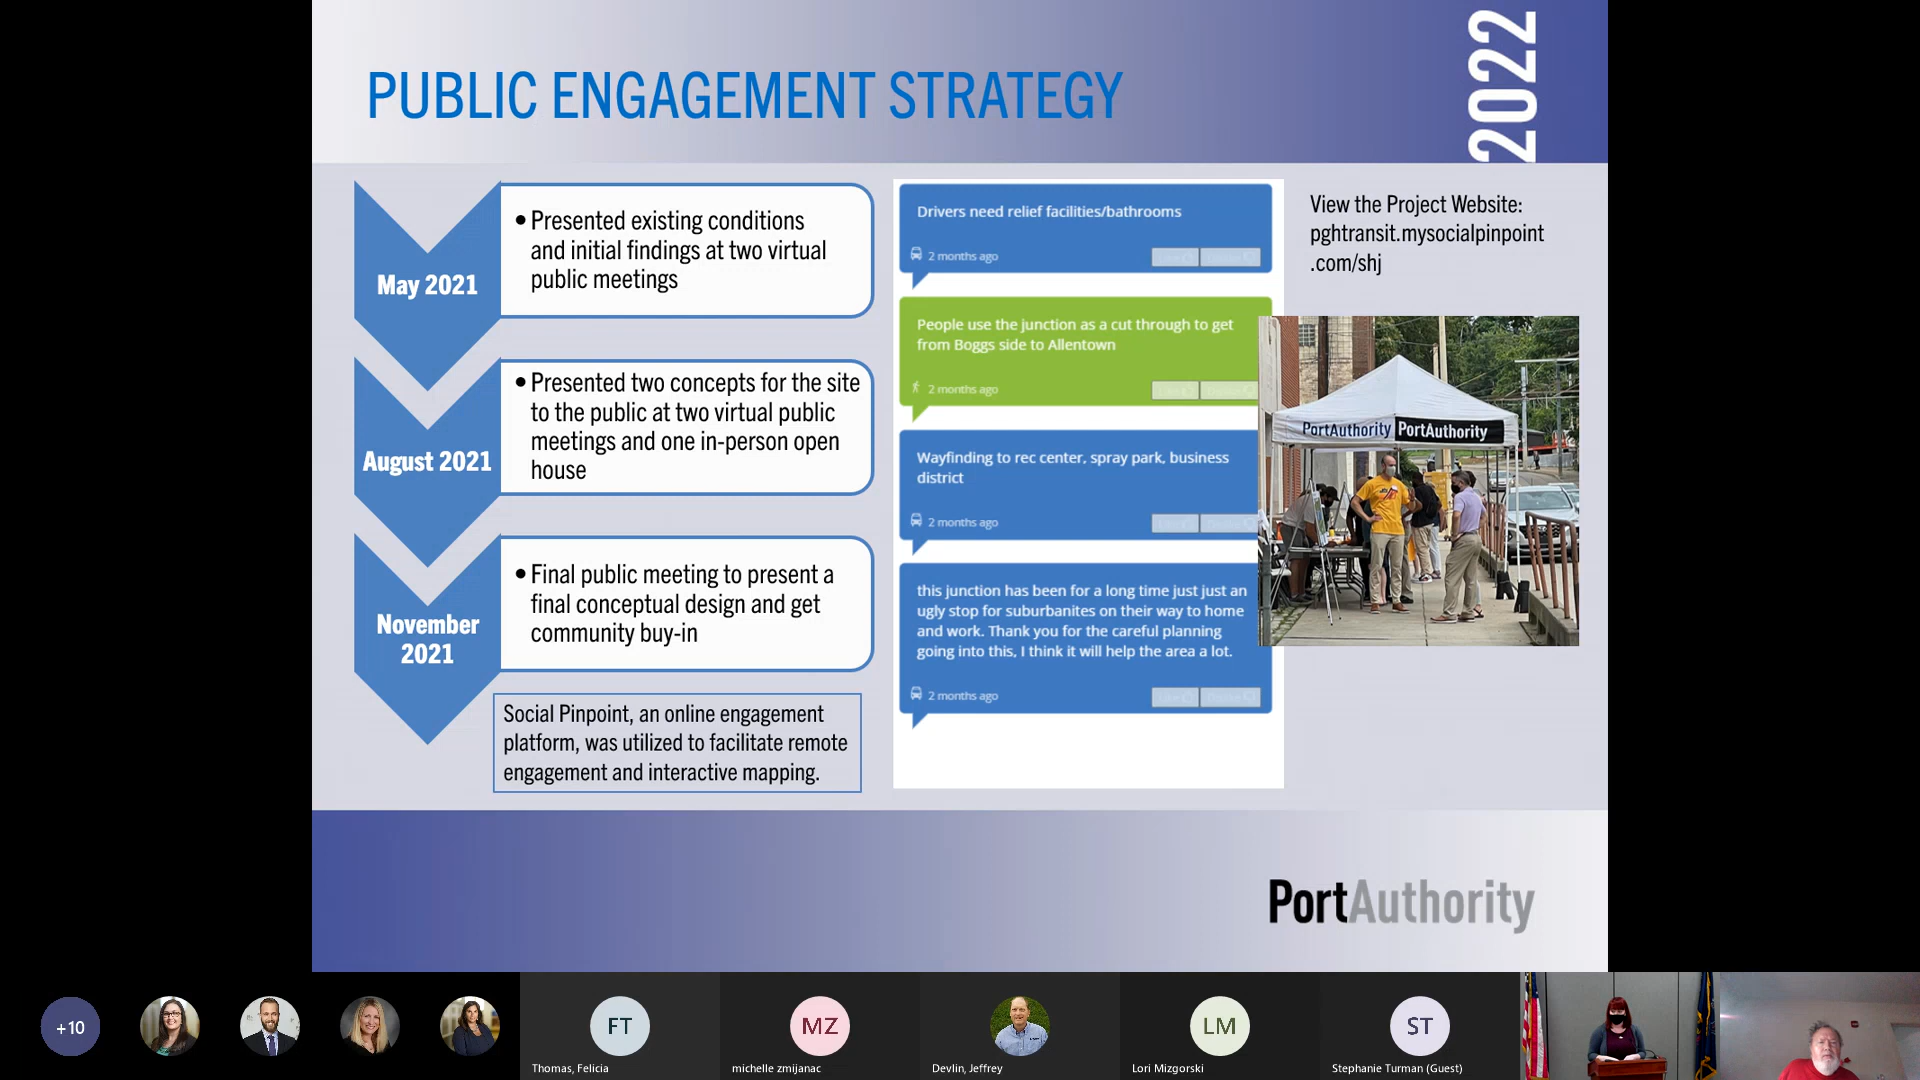 PUBLIC ENGAGEMENT STRATEGY
2022
May 2021
• Presented existing conditions
and initial findings at two virtual
public meetings
August 2021
• Presented two concepts for the site
to the public at two virtual public
meetings and one in-person open
house
November
2021
• Final public meeting to present a
final conceptual design and get
community buy-in
Social Pinpoint, an online engagement
platform, was utilized to facilitate remote
engagement and interactive mapping.
Drivers need relief facilities/bathrooms
2 months ago
People use the junction as a cut through to get
from Boggs side to Allentown
2 months ago
Wayfinding to rec center, spray park, business
district
2 months ago
this junction has been for a long time just just an
ugly stop for suburbanites on their way to home
and work. Thank you for the careful planning
going into this, I think it will help the area a lot.
2 months ago
View the Project Website:
pghtransit.mysocialpinpoint
.com/shj
PortAuthority PortAuthority
PortAuthority
+10
FT
Thomas, Felicia
MZ
michelle zmijanac
Devlin, Jeffrey
LM
Lori Mizgorski
ST
Stephanie Turman (Guest)